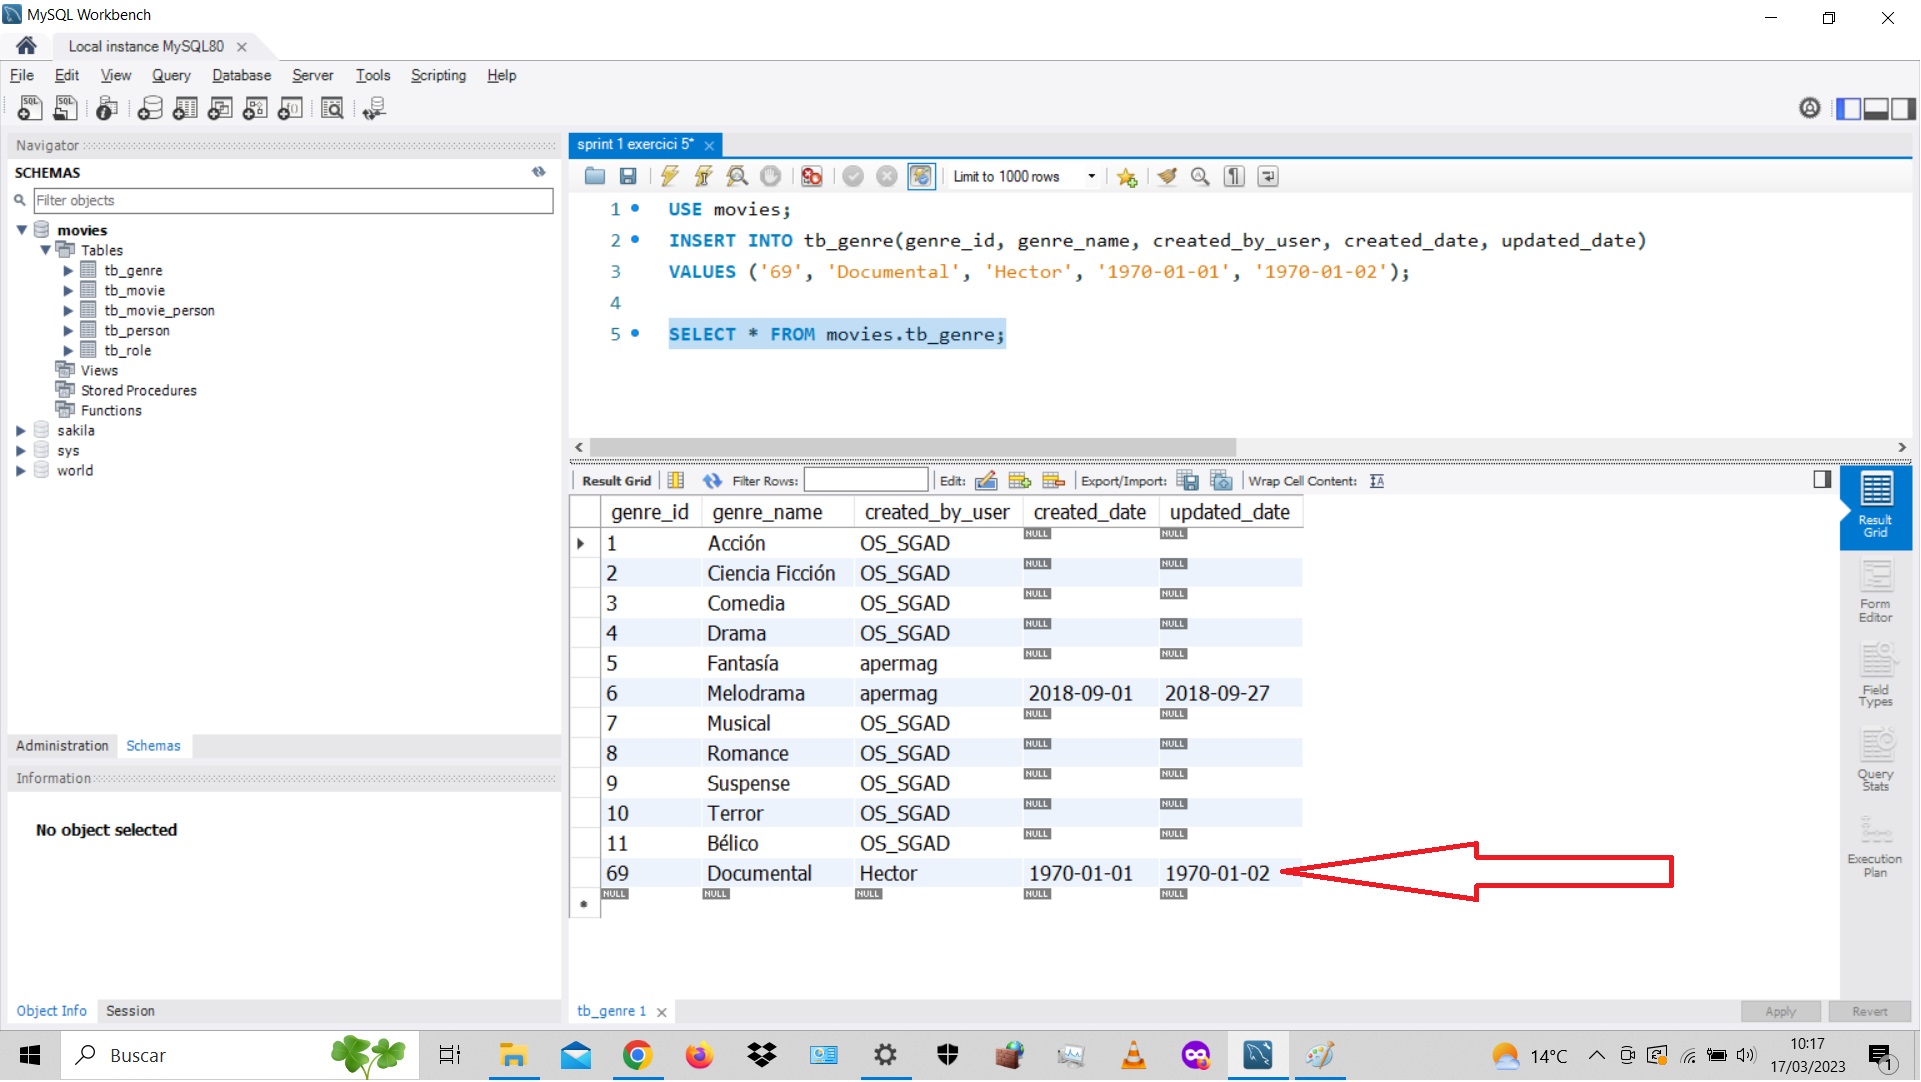 MySQL Workbench
Local instance MySQL80
File Edit View Query Database Server Tools Scripting Help
Navigator
SCHEMAS
Filter objects
movies
Tables
tb_genre
tb_movie
tb_movie_person
tb_person
tb_role
Views
Stored Procedures
Functions
sakila
sys
world
Administration Schemas
Information
No object selected
Object Info Session
sprint 1 exercici 5*
Limit to 1000 rows
1 USE movies;
2 INSERT INTO tb_genre(genre_id, genre_name, created_by_user, created_date, updated_date)
3 VALUES ('69', 'Documental', 'Hector', '1970-01-01', '1970-01-02');
4
5 SELECT * FROM movies.tb_genre;
Result Grid Filter Rows: Edit: Export/Import: Wrap Cell Content:
genre_id genre_name created_by_user created_date updated_date
1 Acción OS_SGAD NULL NULL
2 Ciencia Ficción OS_SGAD NULL NULL
3 Comedia OS_SGAD NULL NULL
4 Drama OS_SGAD NULL NULL
5 Fantasía apermag NULL NULL
6 Melodrama apermag 2018-09-01 2018-09-27
7 Musical OS_SGAD NULL NULL
8 Romance OS_SGAD NULL NULL
9 Suspense OS_SGAD NULL NULL
10 Terror OS_SGAD NULL NULL
11 Bélico OS_SGAD NULL NULL
69 Documental Hector 1970-01-01 1970-01-02
NULL NULL NULL NULL NULL
Result
Grid
Form
Editor
Field
Types
Query
Stats
Execution
Plan
tb_genre 1
Apply Revert
Buscar
14°C
10:17
17/03/2023
1